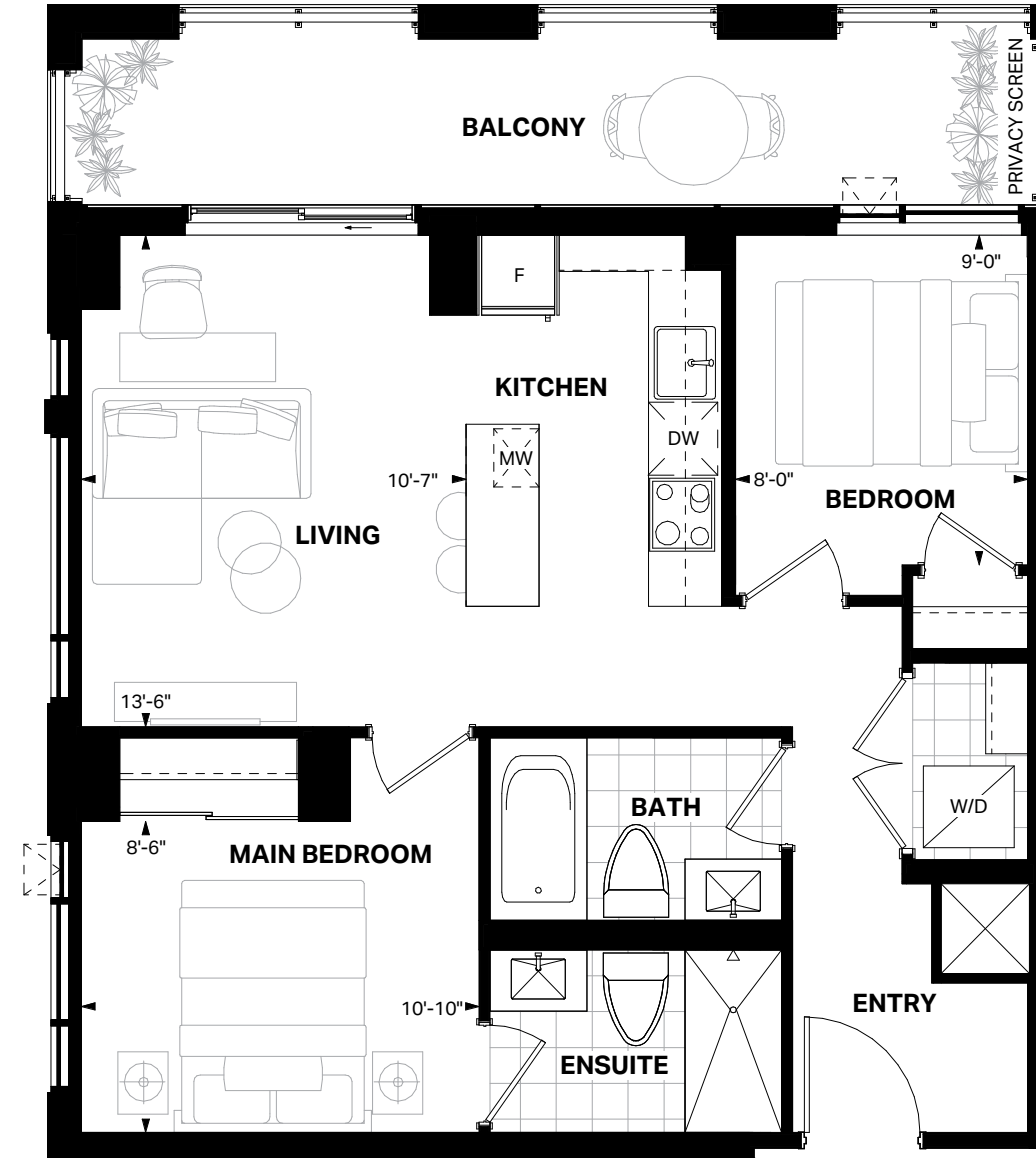 PRIVACY SCREEN
BALCONY
9'-0"
F
KITCHEN
DW
MW
10'-7"
8'-0"
BEDROOM
LIVING
13'-6"
W/D
BATH
8'-6"
MAIN BEDROOM
10'-10"
ENTRY
ENSUITE